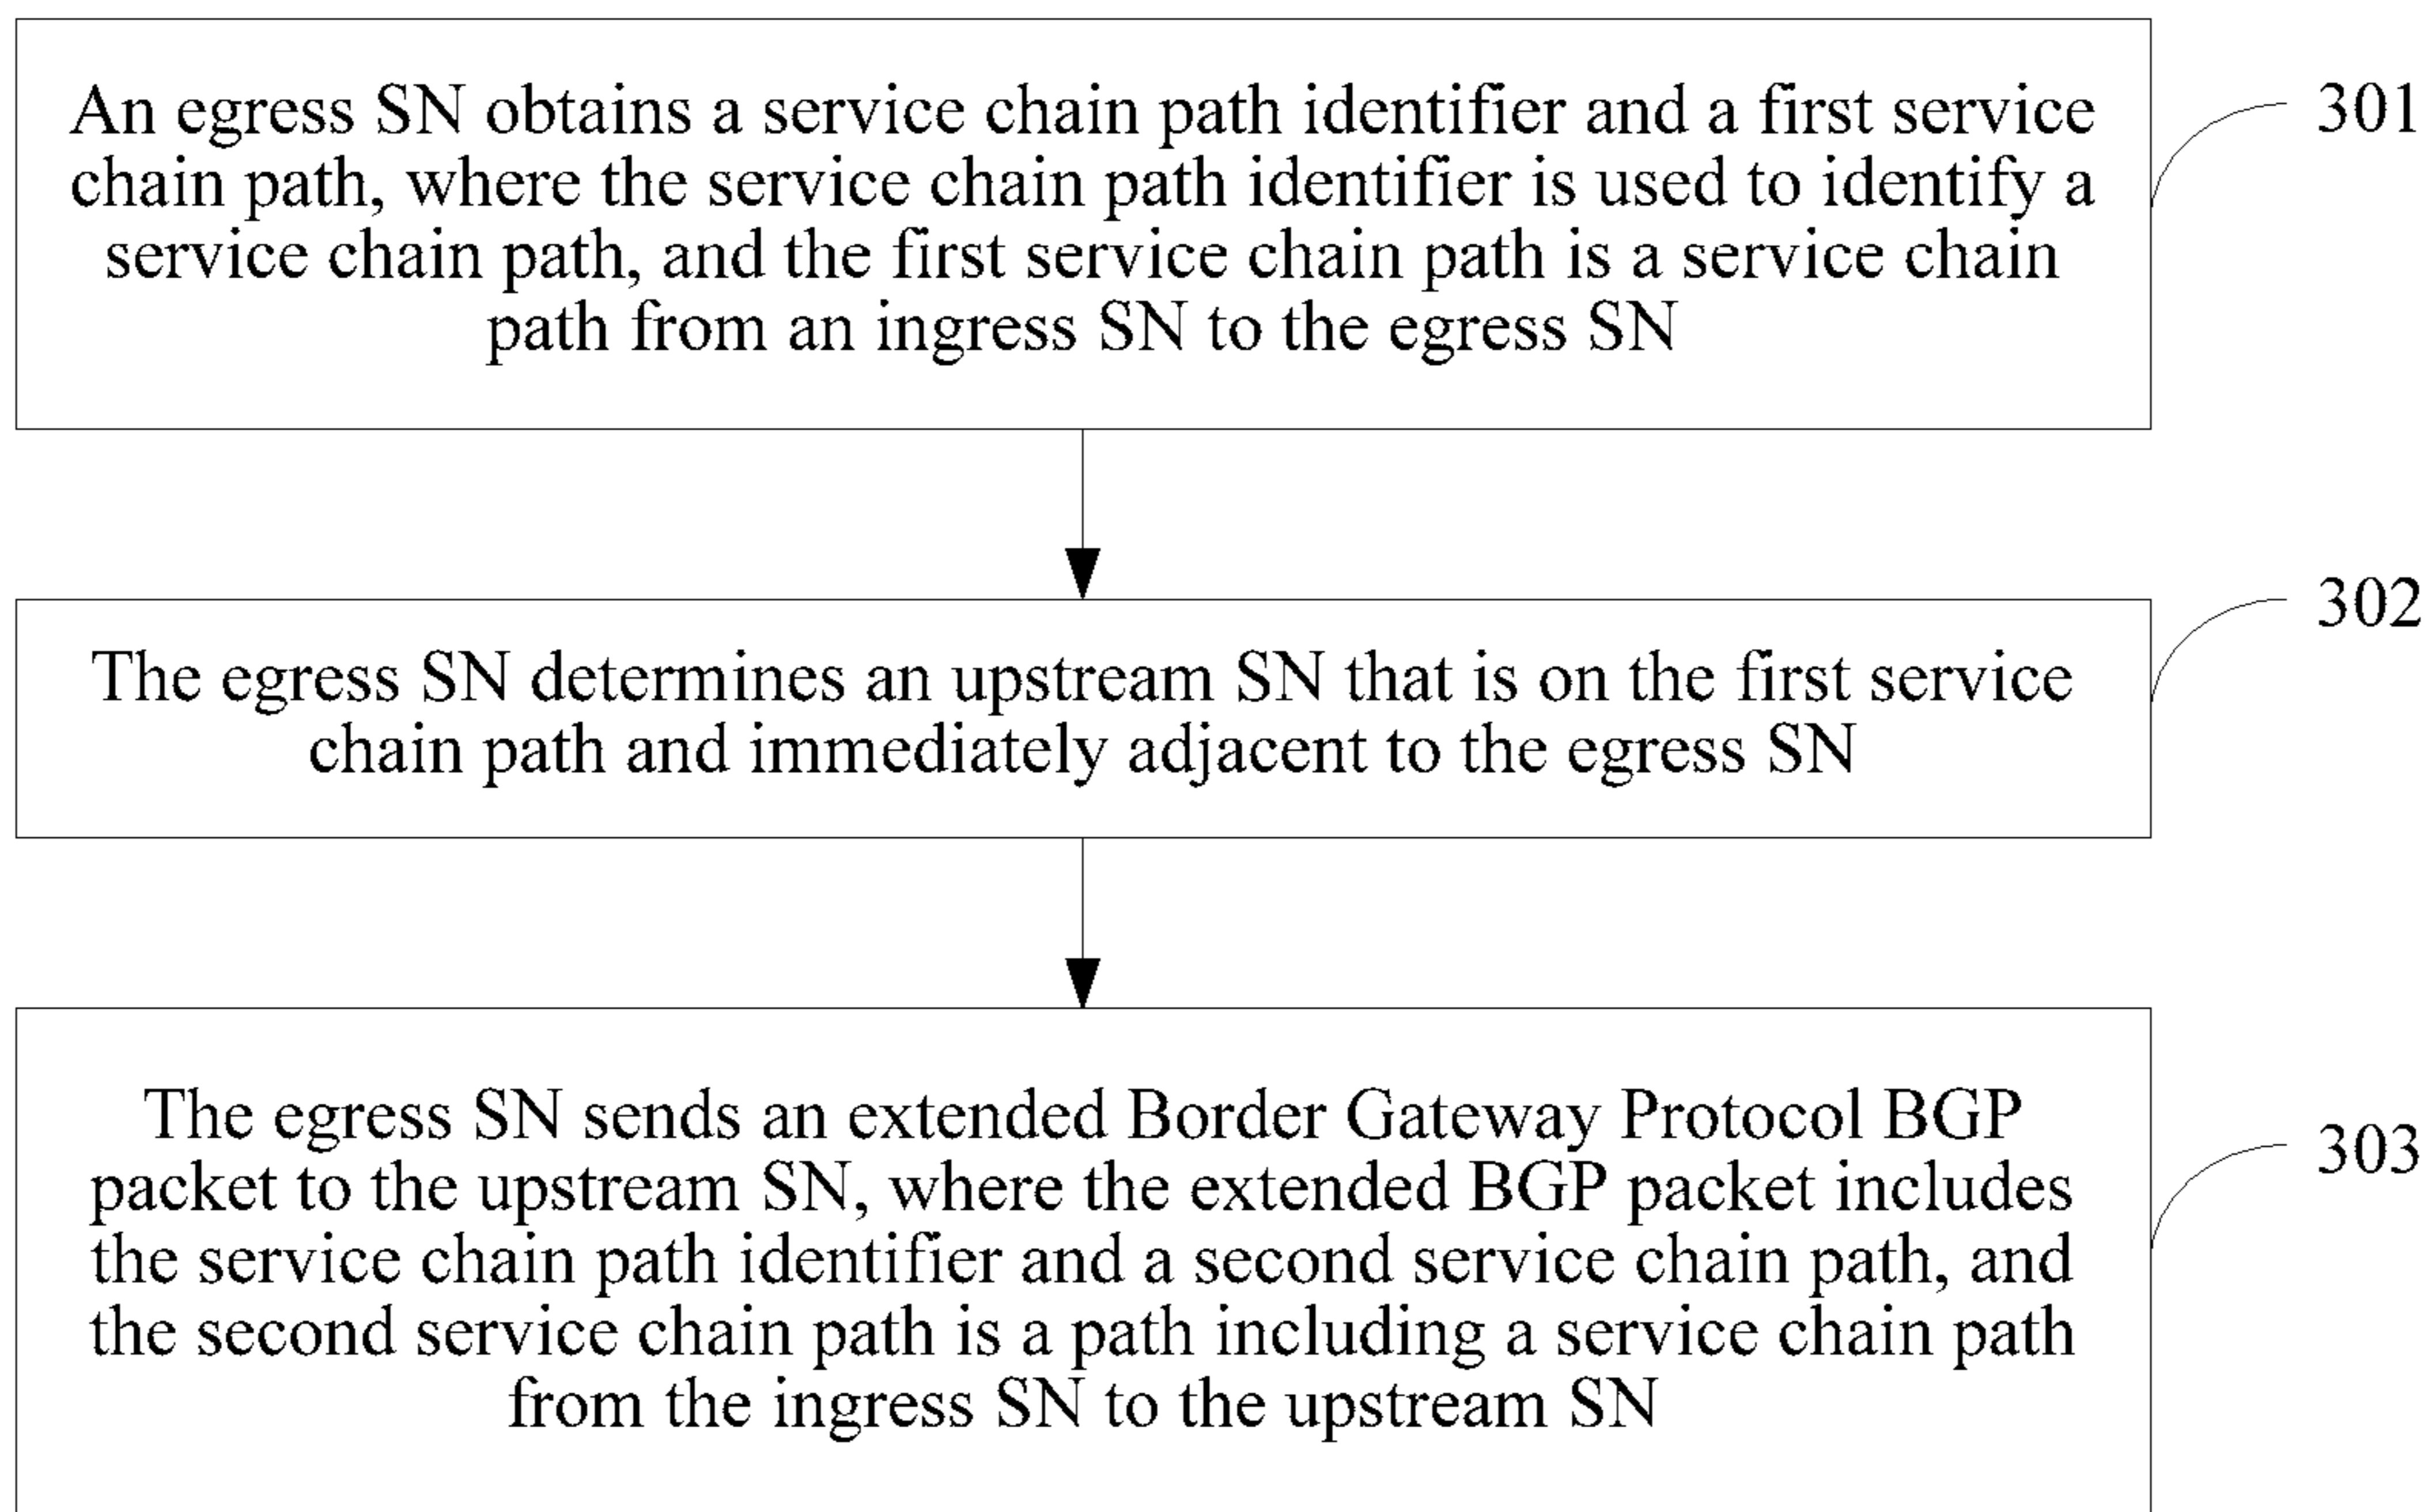 An egress SN obtains a service chain path identifier and a first service
chain path, where the service chain path identifier is used to identify a
service chain path, and the first service chain path is a service chain
path from an ingress SN to the egress SN
301
The egress SN determines an upstream SN that is on the first service
chain path and immediately adjacent to the egress SN
302
The egress SN sends an extended Border Gateway Protocol BGP
packet to the upstream SN, where the extended BGP packet includes
the service chain path identifier and a second service chain path, and
the second service chain path is a path including a service chain path
from the ingress SN to the upstream SN
303